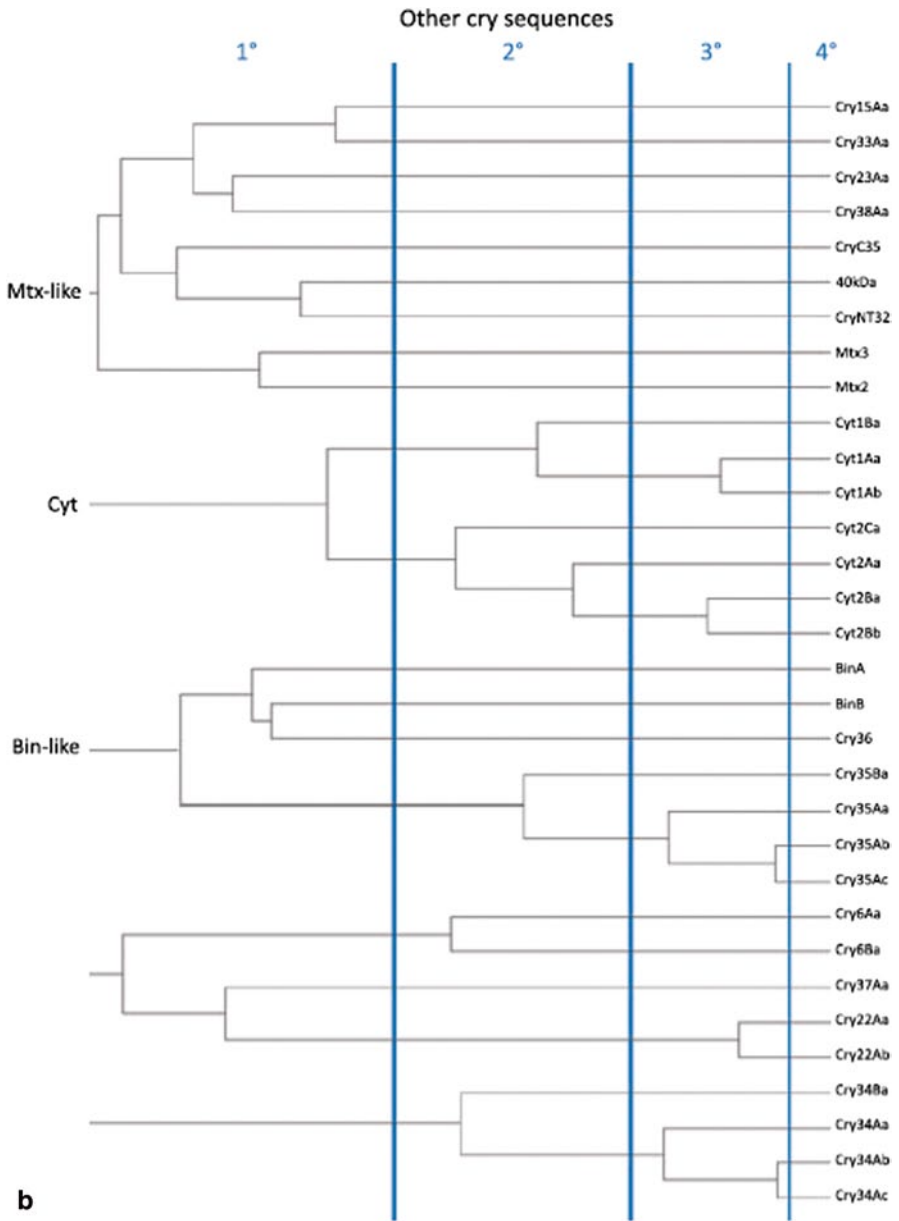 Other cry sequences
1° 2° 3° 4°
Cry15Aa
Cry33Aa
Cry23Aa
Cry38Aa
CryC35
40kDa
Mtx-like
CryNT32
Mtx3
Mtx2
Cyt1Ba
Cyt1Aa
Cyt1Ab
Cyt
Cyt2Ca
Cyt2Aa
Cyt2Ba
Cyt2Bb
BinA
BinB
Cry36
Bin-like
Cry35Ba
Cry35Aa
Cry35Ab
Cry35Ac
Cry6Aa
Cry6Ba
Cry37Aa
Cry22Aa
Cry22Ab
Cry34Ba
Cry34Aa
Cry34Ab
Cry34Ac
b